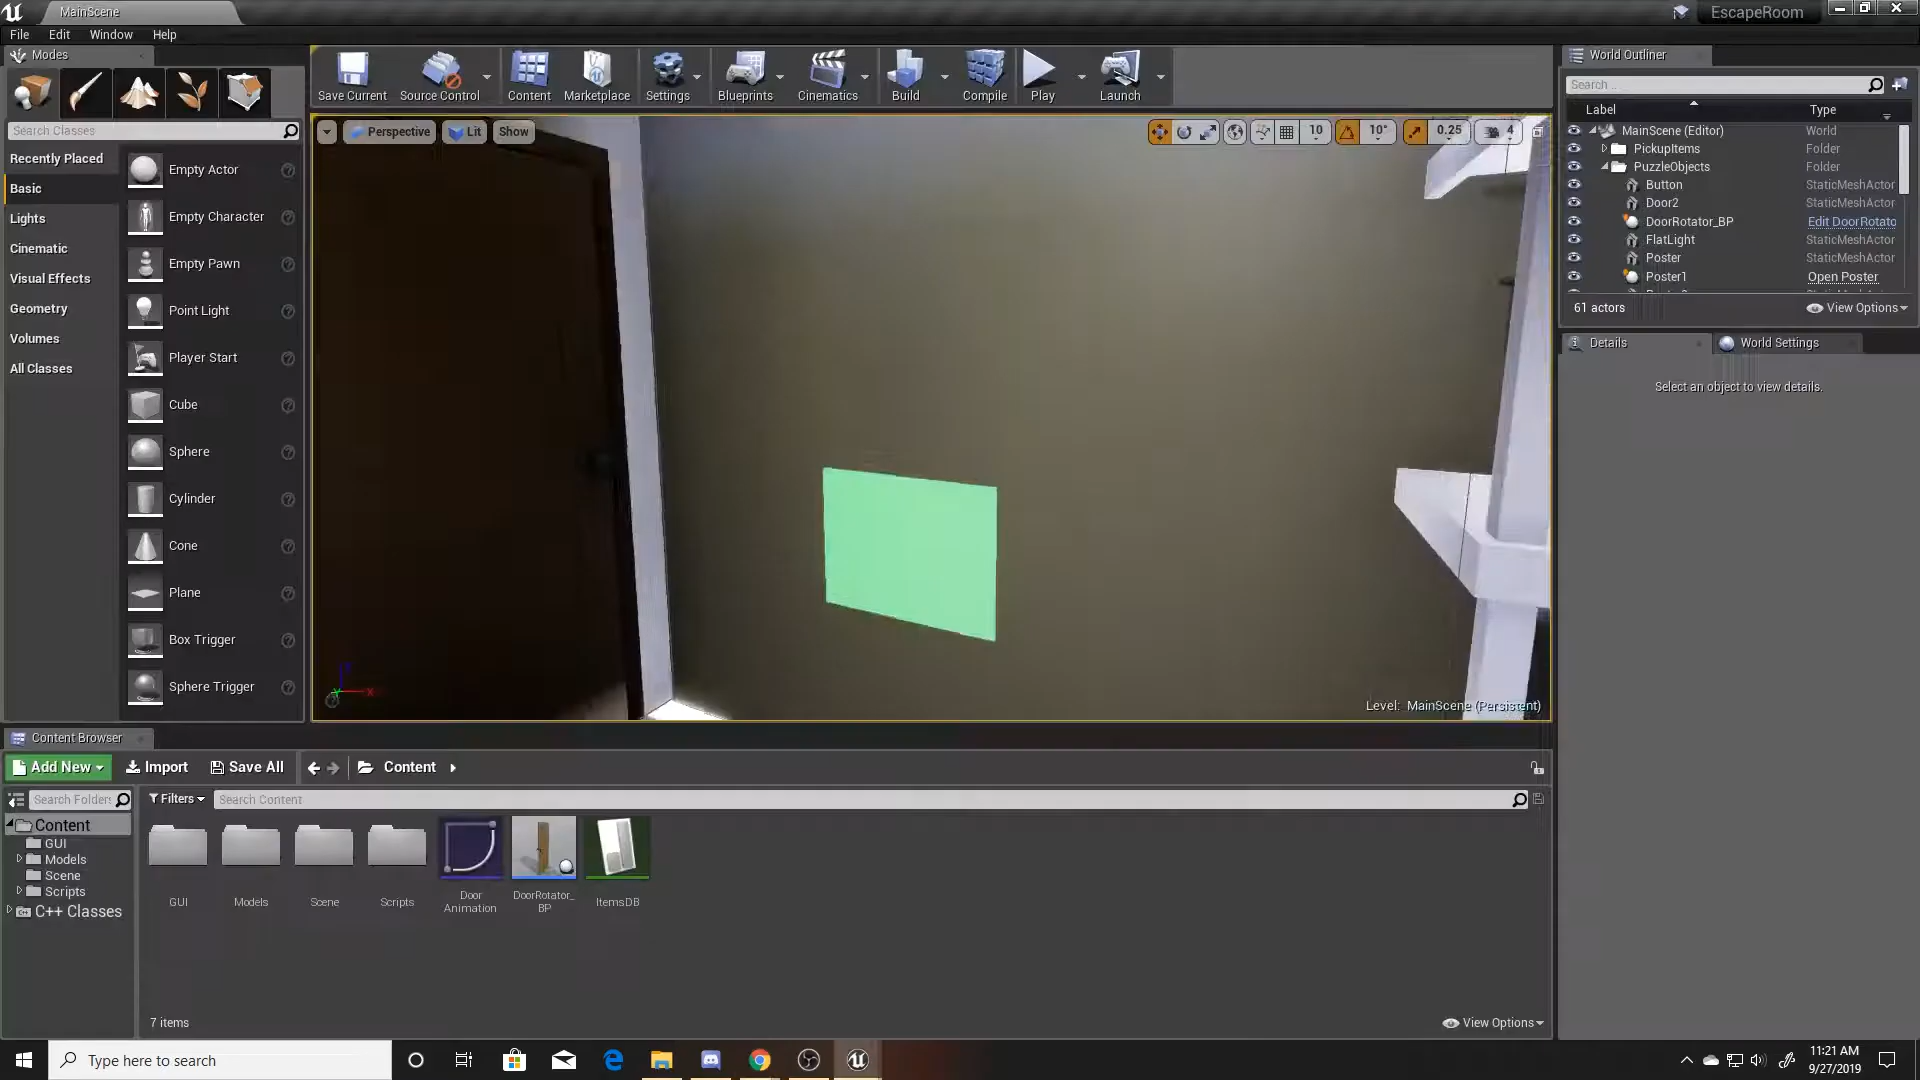 MainScene
EscapeRoom
File Edit Window Help
Modes
Search Classes
Recently Placed
Basic
Lights
Cinematic
Visual Effects
Geometry
Volumes
All Classes
Empty Actor
Empty Character
Empty Pawn
Point Light
Player Start
Cube
Sphere
Cylinder
Cone
Plane
Box Trigger
Sphere Trigger
Save Current
Source Control
Content
Marketplace
Settings
Blueprints
Cinematics
Build
Compile
Play
Launch
Perspective Lit Show
10 10° 0.25 4
Level: MainScene (Persistent)
World Outliner
Search...
Label Type
MainScene (Editor) World
PickupItems Folder
PuzzleObjects Folder
Button StaticMeshActor
Door2 StaticMeshActor
DoorRotator_BP Edit DoorRotato
FlatLight StaticMeshActor
Poster StaticMeshActor
Poster1 Open Poster
61 actors View Options
Details World Settings
Select an object to view details.
Content Browser
Add New Import Save All Content
Search Folders
Filters Search Content
Content
GUI
Models
Scene
Scripts
C++ Classes
GUI
Models
Scene
Scripts
Door
Animation
DoorRotator_
BP
ItemsDB
7 items View Options
Type here to search
11:21 AM
9/27/2019